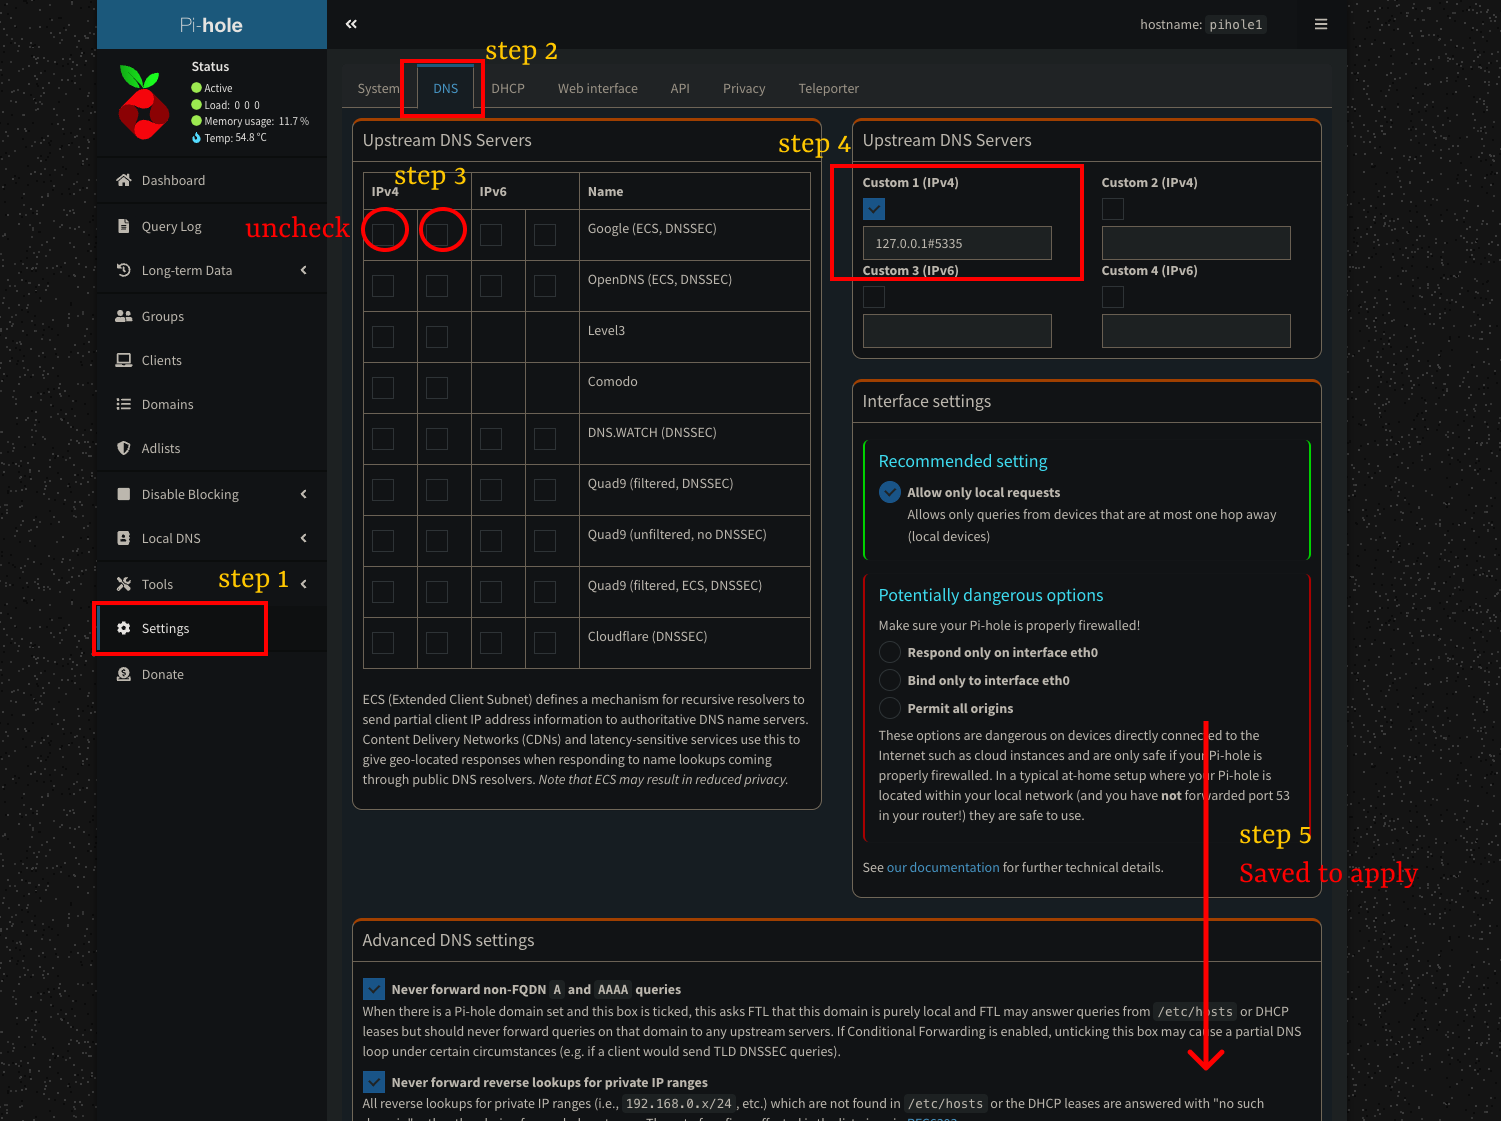 Pi-hole
hostname: pihole1
Status
Active
Load: 0 0 0
Memory usage: 11.7 %
Temp: 54.8 °C
Dashboard
Query Log
Long-term Data
Groups
Clients
Domains
Adlists
Disable Blocking
Local DNS
Tools
step 1
Settings
Donate
step 2
System
DNS
DHCP
Web interface
API
Privacy
Teleporter
Upstream DNS Servers
step 3
IPv4
IPv6
Name
uncheck
Google (ECS, DNSSEC)
OpenDNS (ECS, DNSSEC)
Level3
Comodo
DNS.WATCH (DNSSEC)
Quad9 (filtered, DNSSEC)
Quad9 (unfiltered, no DNSSEC)
Quad9 (filtered, ECS, DNSSEC)
Cloudflare (DNSSEC)
ECS (Extended Client Subnet) defines a mechanism for recursive resolvers to
send partial client IP address information to authoritative DNS name servers.
Content Delivery Networks (CDNs) and latency-sensitive services use this to
give geo-located responses when responding to name lookups coming
through public DNS resolvers. Note that ECS may result in reduced privacy.
step 4
Upstream DNS Servers
Custom 1 (IPv4)
Custom 2 (IPv4)
127.0.0.1#5335
Custom 3 (IPv6)
Custom 4 (IPv6)
Interface settings
Recommended setting
Allow only local requests
Allows only queries from devices that are at most one hop away
(local devices)
Potentially dangerous options
Make sure your Pi-hole is properly firewalled!
Respond only on interface eth0
Bind only to interface eth0
Permit all origins
These options are dangerous on devices directly connected to the
Internet such as cloud instances and are only safe if your Pi-hole is
properly firewalled. In a typical at-home setup where your Pi-hole is
located within your local network (and you have not forwarded port 53
in your router!) they are safe to use.
step 5
See our documentation for further technical details.
Saved to apply
Advanced DNS settings
Never forward non-FQDN A and AAAA queries
When there is a Pi-hole domain set and this box is ticked, this asks FTL that this domain is purely local and FTL may answer queries from /etc/hosts or DHCP
leases but should never forward queries on that domain to any upstream servers. If Conditional Forwarding is enabled, unticking this box may cause a partial DNS
loop under certain circumstances (e.g. if a client would send TLD DNSSEC queries).
Never forward reverse lookups for private IP ranges
All reverse lookups for private IP ranges (i.e., 192.168.0.x/24 , etc.) which are not found in /etc/hosts or the DHCP leases are answered with "no such